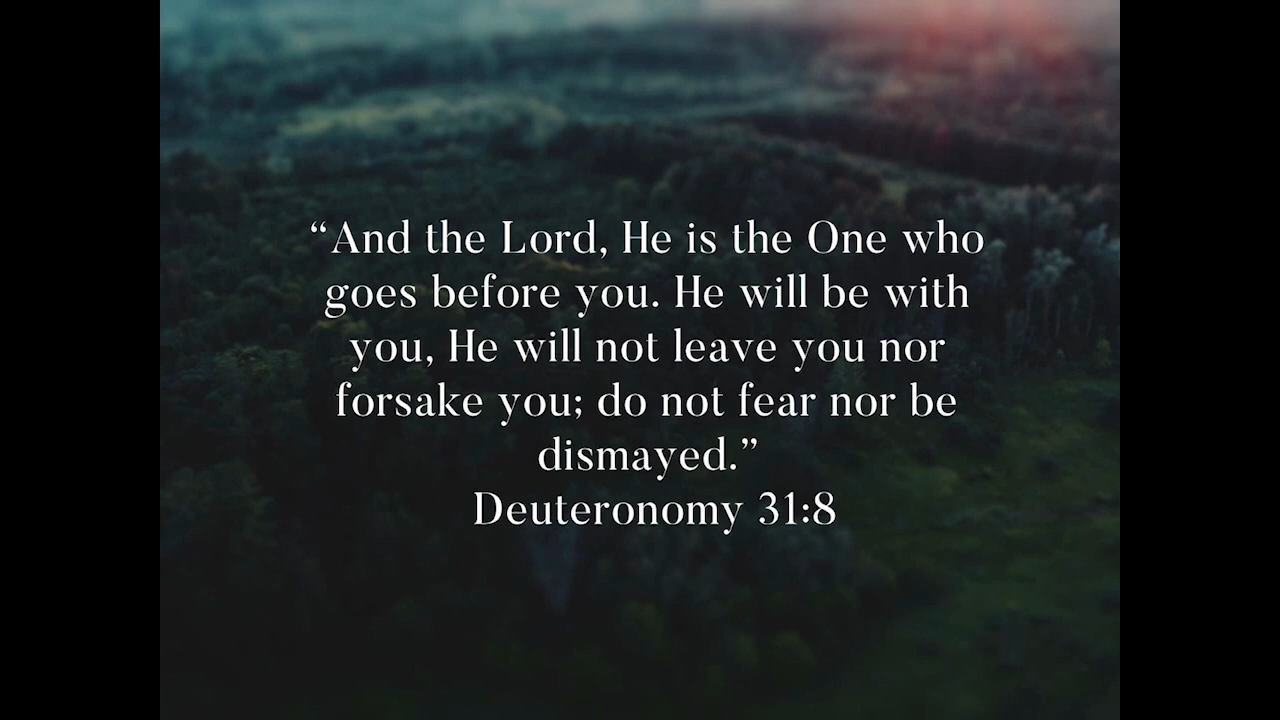 “And the Lord, He is the One who
goes before you. He will be with
you, He will not leave you nor
forsake you; do not fear nor be
dismayed.”
Deuteronomy 31:8